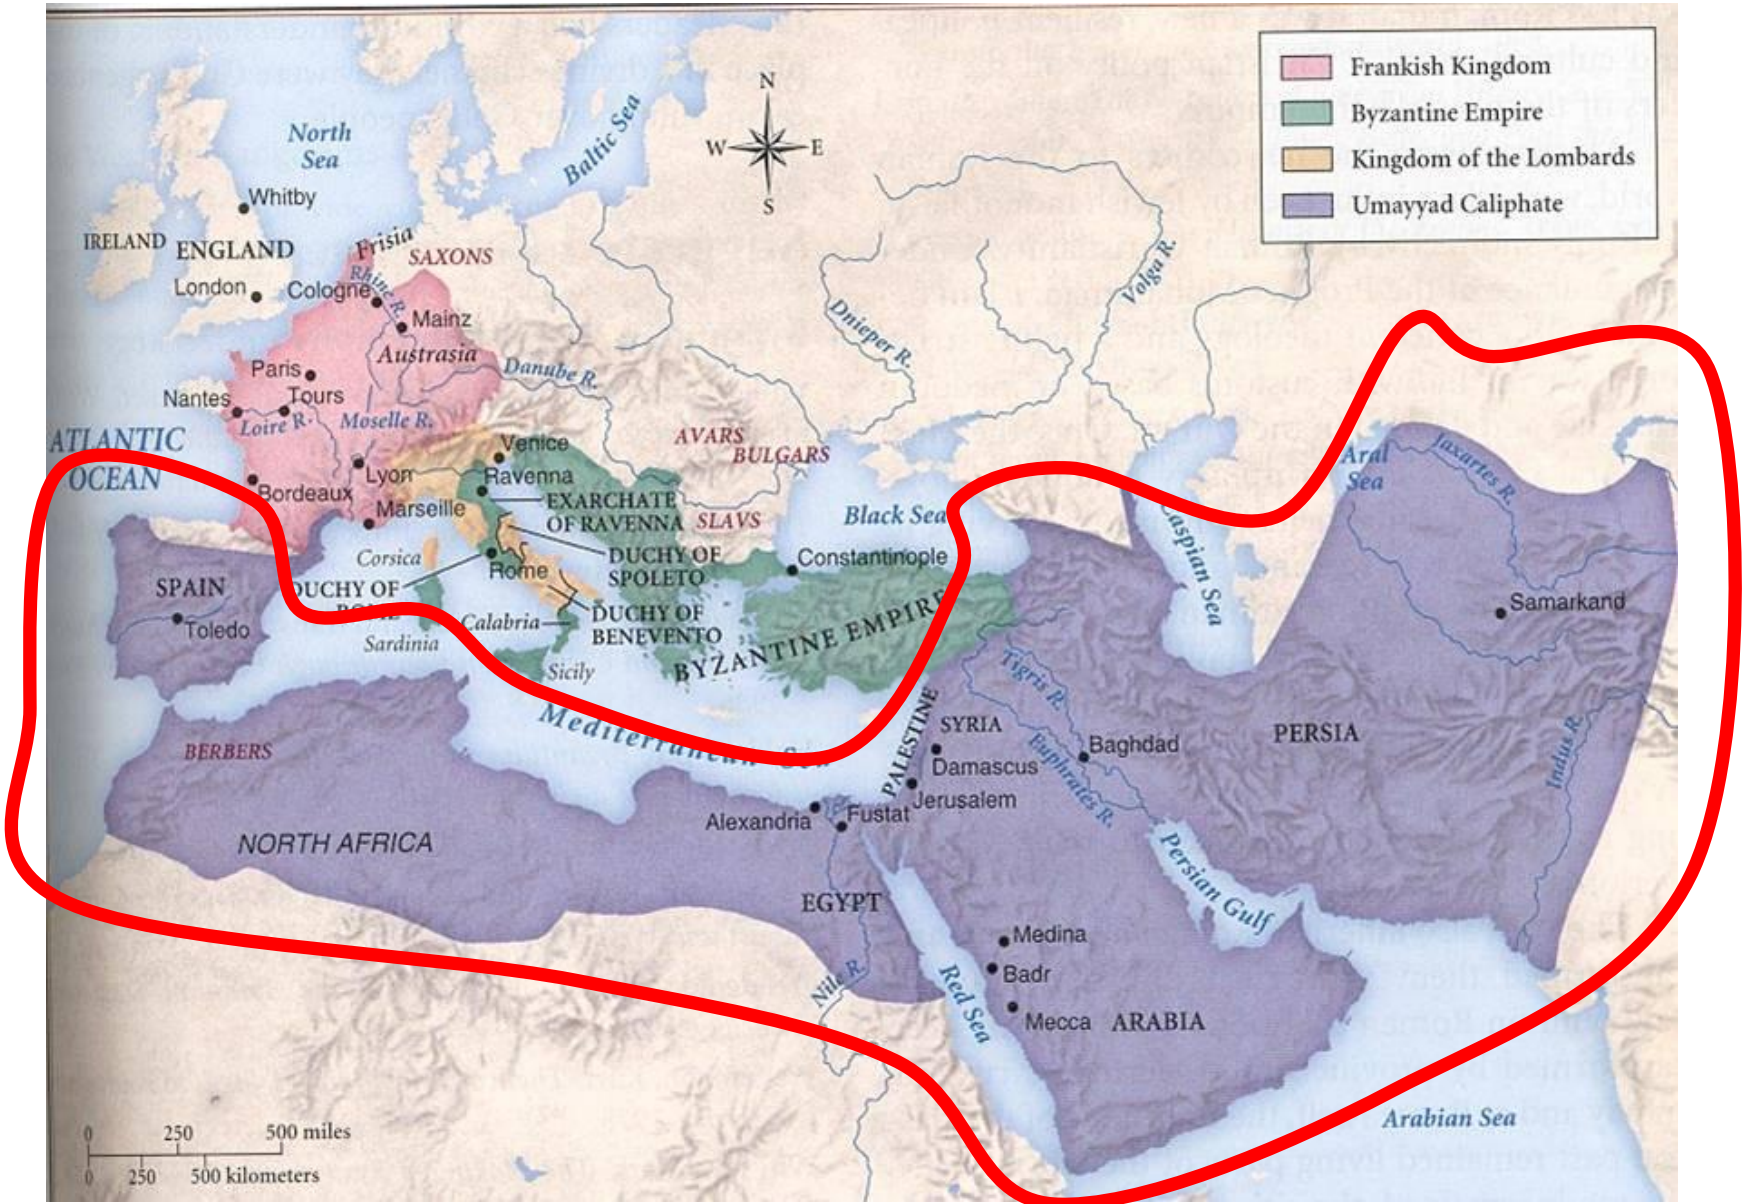 Frankish Kingdom
Byzantine Empire
Kingdom of the Lombards
Umayyad Caliphate
N
W
E
S
North
Sea
Baltic Sea
Whitby
IRELAND
ENGLAND
London
Frisia
SAXONS
Rhine R.
Cologne
Mainz
Austrasia
Paris
Nantes
Tours
Loire R.
Moselle R.
Danube R.
Dnieper R.
Volga R.
ATLANTIC
OCEAN
Lyon
Bordeaux
Marseille
Venice
Ravenna
EXARCHATE
OF RAVENNA
AVARS
BULGARS
SLAVS
Black Sea
Caspian Sea
Aral
Sea
Jaxartes R.
Samarkand
Constantinople
DUCHY OF
SPOLETO
Corsica
Rome
DUCHY OF
DUCHY OF
BENEVENTO
Calabria
Sardinia
Sicily
BYZANTINE EMPIRE
SPAIN
Toledo
Mediterranean Sea
BERBERS
NORTH AFRICA
Alexandria
Fustat
EGYPT
Nile R.
PALESTINE
SYRIA
Damascus
Jerusalem
Tigris R.
Euphrates R.
Baghdad
PERSIA
Indus R.
Persian Gulf
Red Sea
Medina
Badr
Mecca
ARABIA
Arabian Sea
0 250 500 miles
0 250 500 kilometers